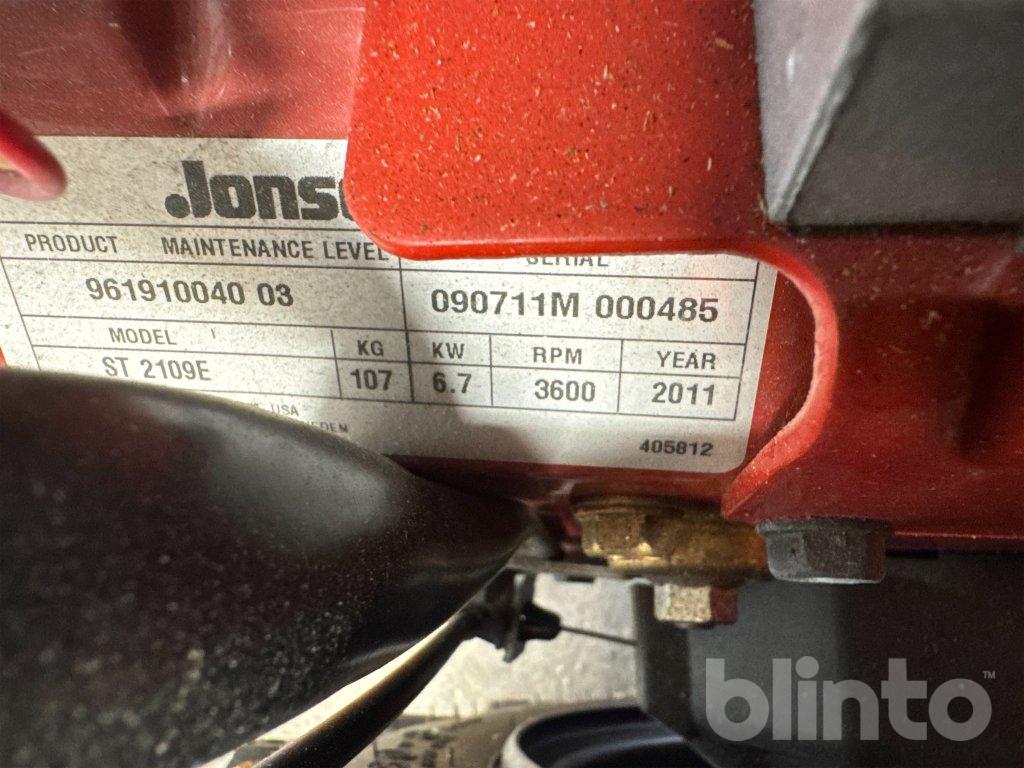 Jons
PRODUCT MAINTENANCE LEVEL SERIAL
961910040 03 090711M 000485
MODEL KG KW RPM YEAR
ST 2109E 107 6.7 3600 2011
USA
405812
blinto™